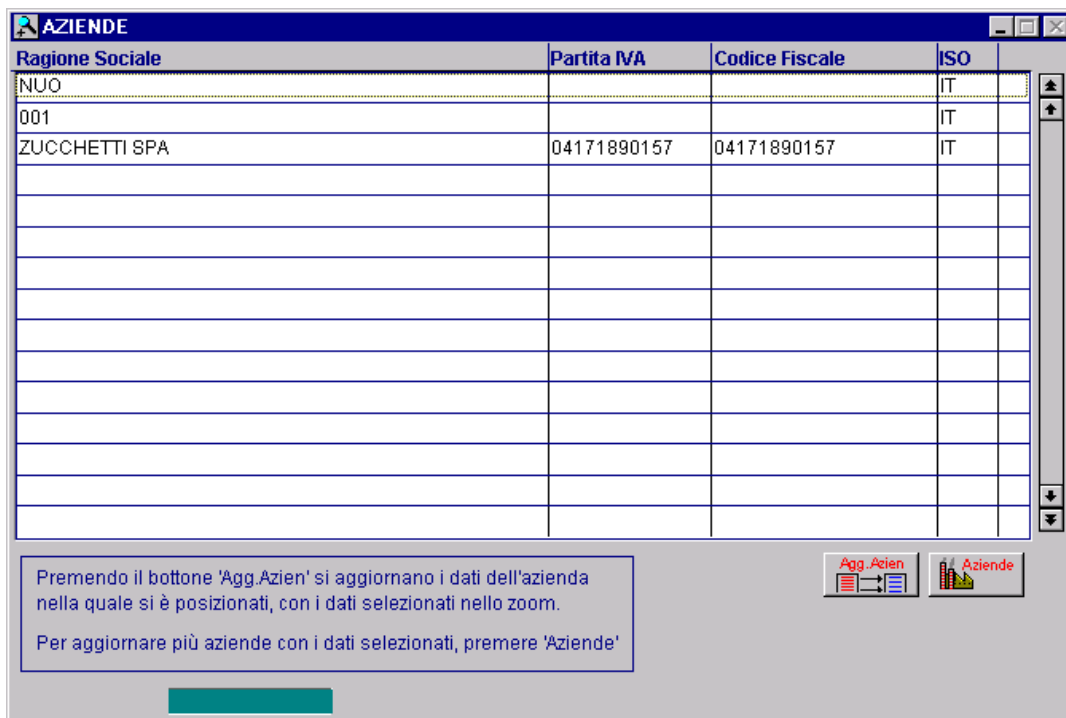 AZIENDE
Ragione Sociale Partita IVA Codice Fiscale ISO
NUO IT
001 IT
ZUCCHETTI SPA 04171890157 04171890157 IT
Agg.Azien Aziende
Premendo il bottone 'Agg.Azien' si aggiornano i dati dell'azienda
nella quale si è posizionati, con i dati selezionati nello zoom.
Per aggiornare più aziende con i dati selezionati, premere 'Aziende'